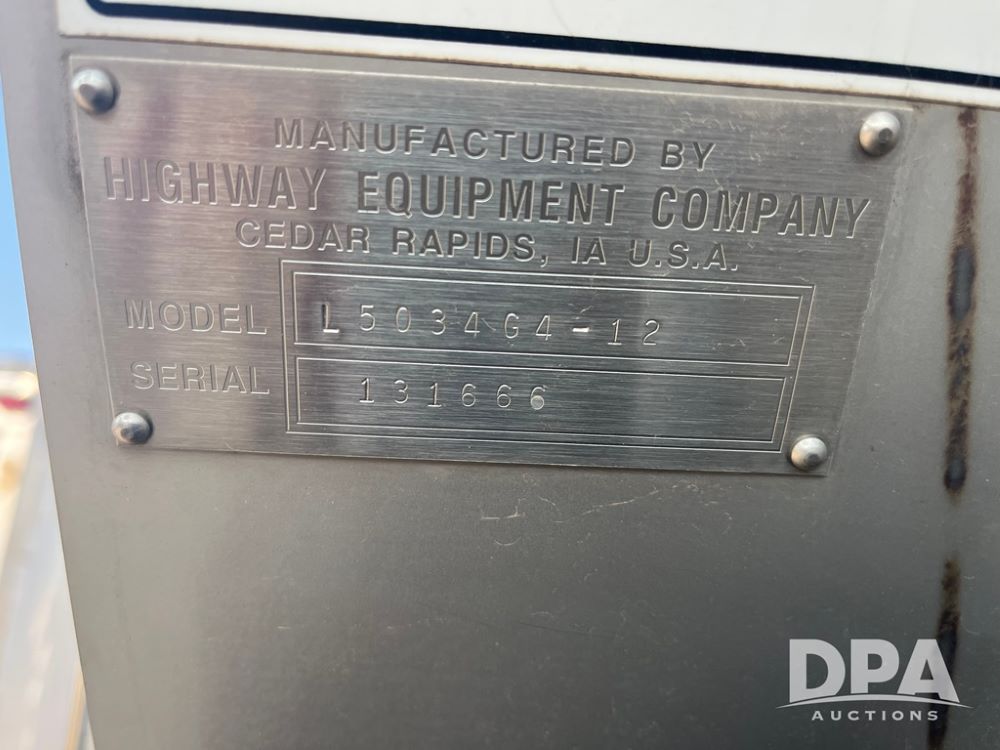 MANUFACTURED BY
HIGHWAY EQUIPMENT COMPANY
CEDAR RAPIDS, IA U.S.A.
MODEL L5034G4-12
SERIAL 131666
DPA
AUCTIONS